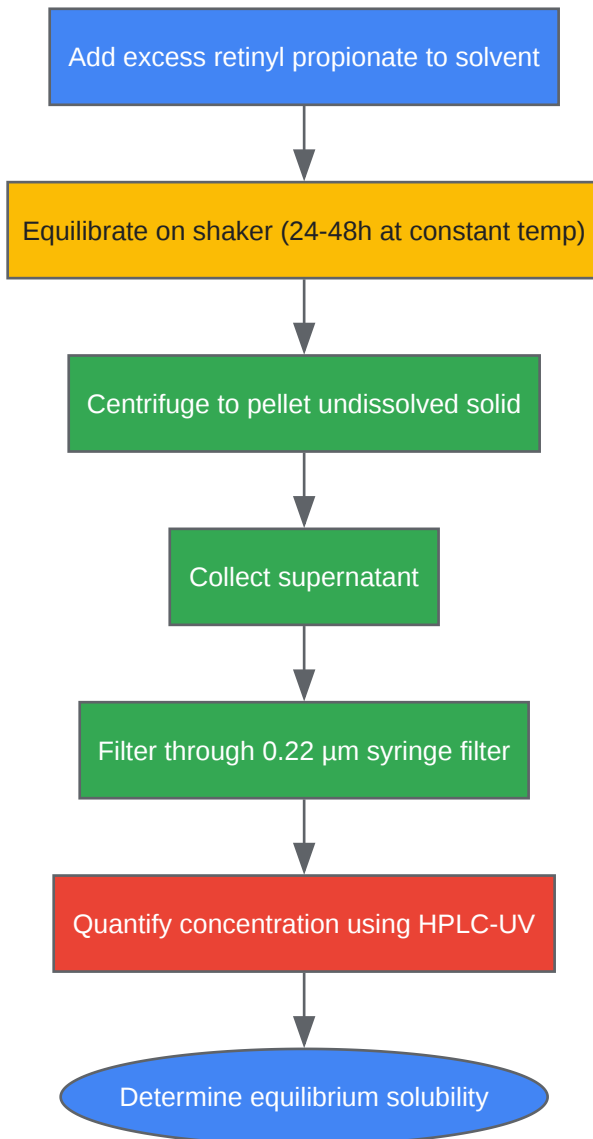 Add excess retinyl propionate to solvent
Equilibrate on shaker (24-48h at constant temp)
Centrifuge to pellet undissolved solid
Collect supernatant
Filter through 0.22 µm syringe filter
Quantify concentration using HPLC-UV
Determine equilibrium solubility